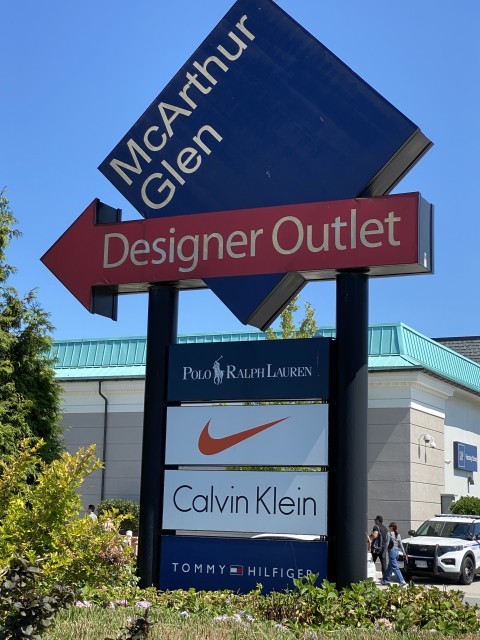 McArthur
Glen
Designer Outlet
POLO RALPH LAUREN
Calvin Klein
TOMMY HILFIGER